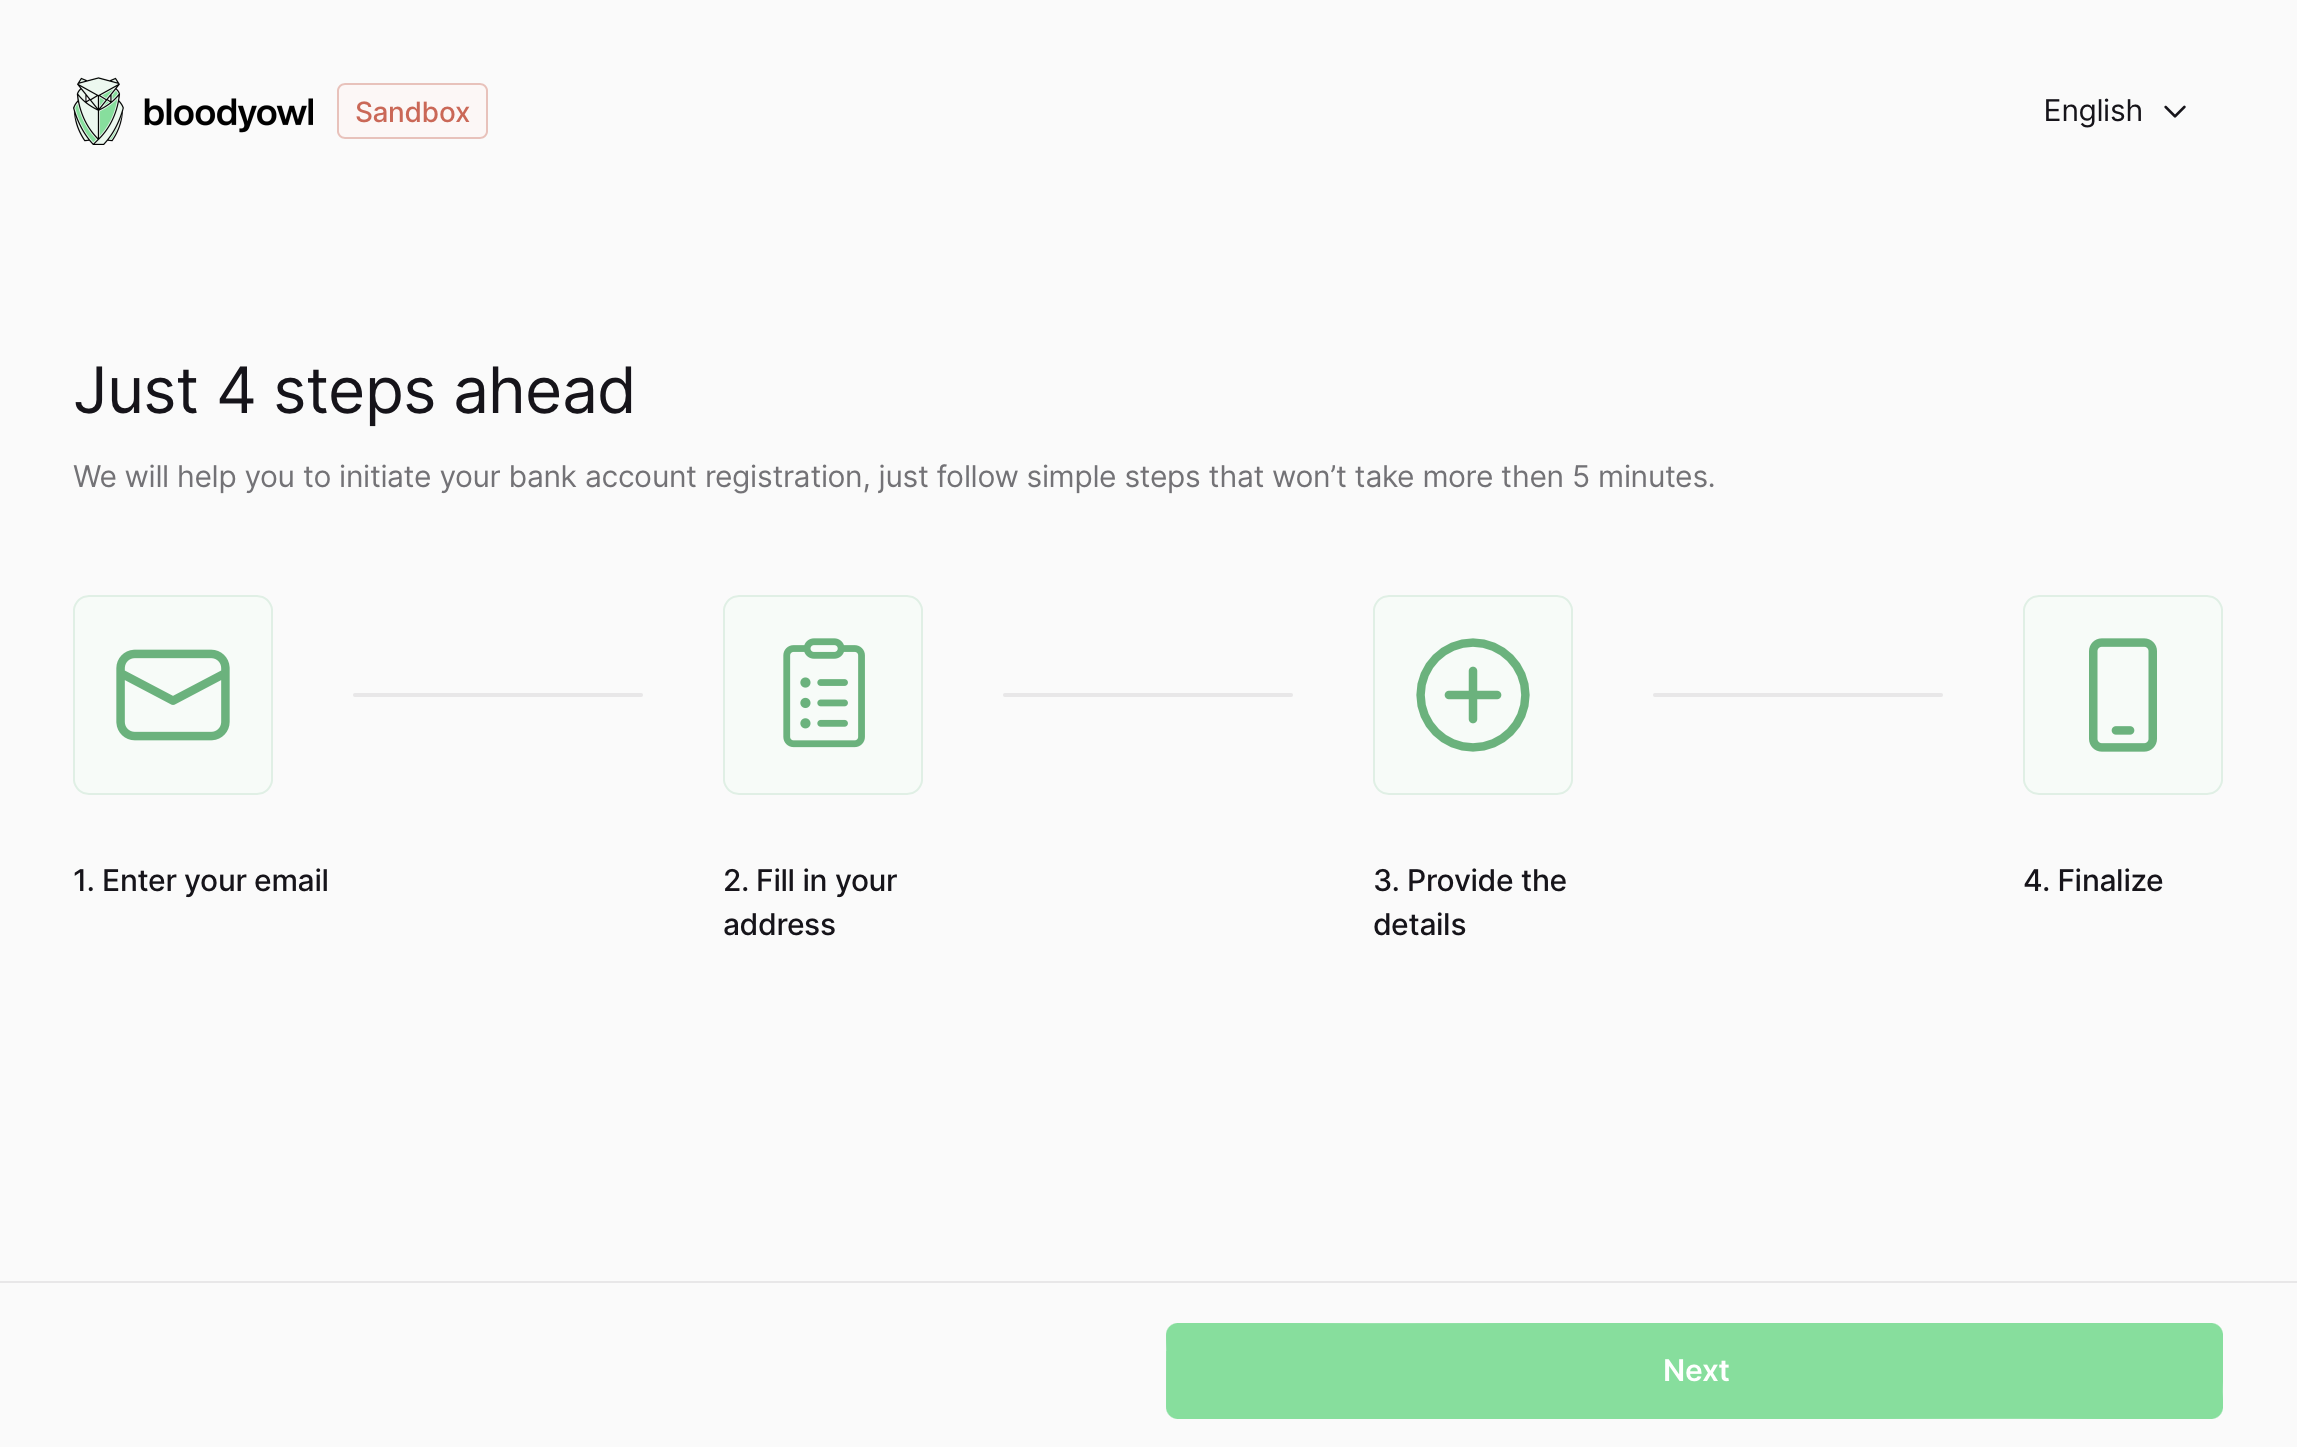 bloodyowl
Sandbox
English
Just 4 steps ahead
We will help you to initiate your bank account registration, just follow simple steps that won’t take more then 5 minutes.
1. Enter your email
2. Fill in your
address
3. Provide the
details
4. Finalize
Next